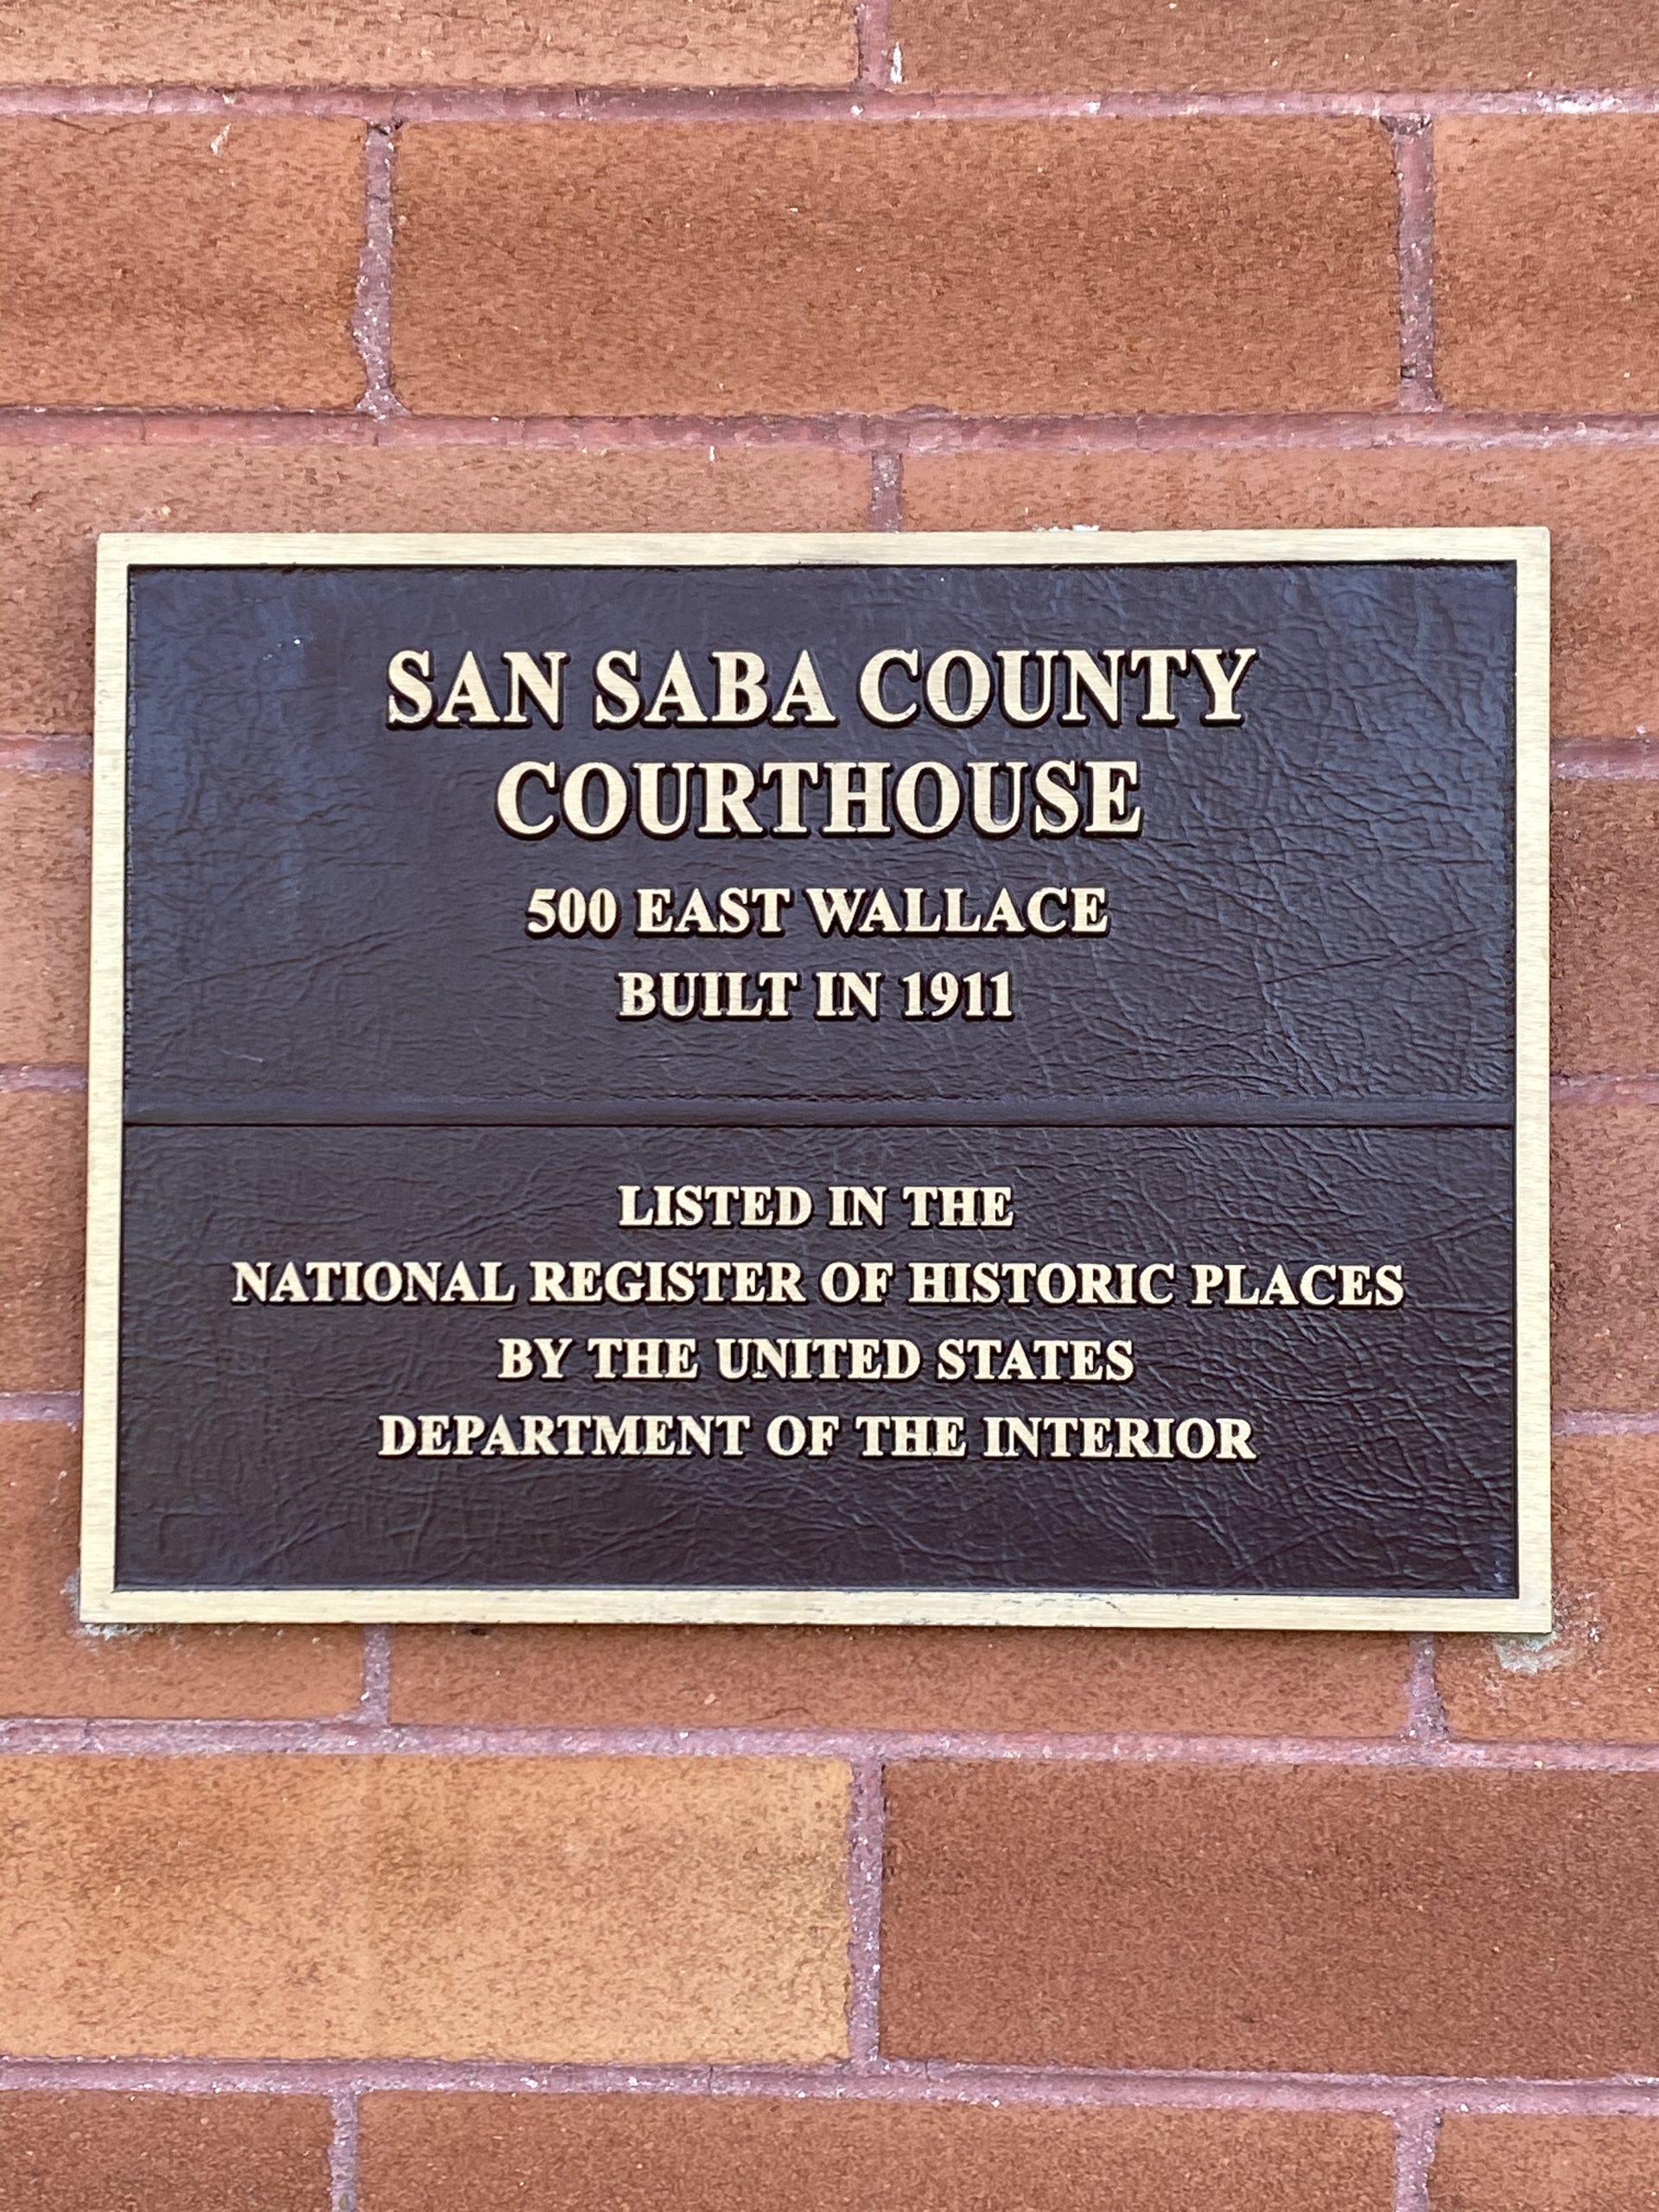 SAN SABA COUNTY
COURTHOUSE
500 EAST WALLACE
BUILT IN 1911
LISTED IN THE
NATIONAL REGISTER OF HISTORIC PLACES
BY THE UNITED STATES
DEPARTMENT OF THE INTERIOR